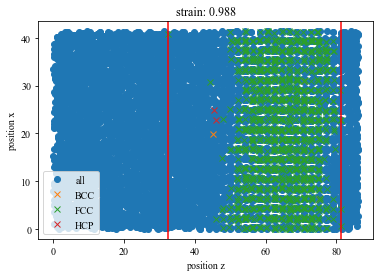 strain: 0.988
position x
40
30
20
10
0
all
BCC
FCC
HCP
0
20
40
60
80
position z